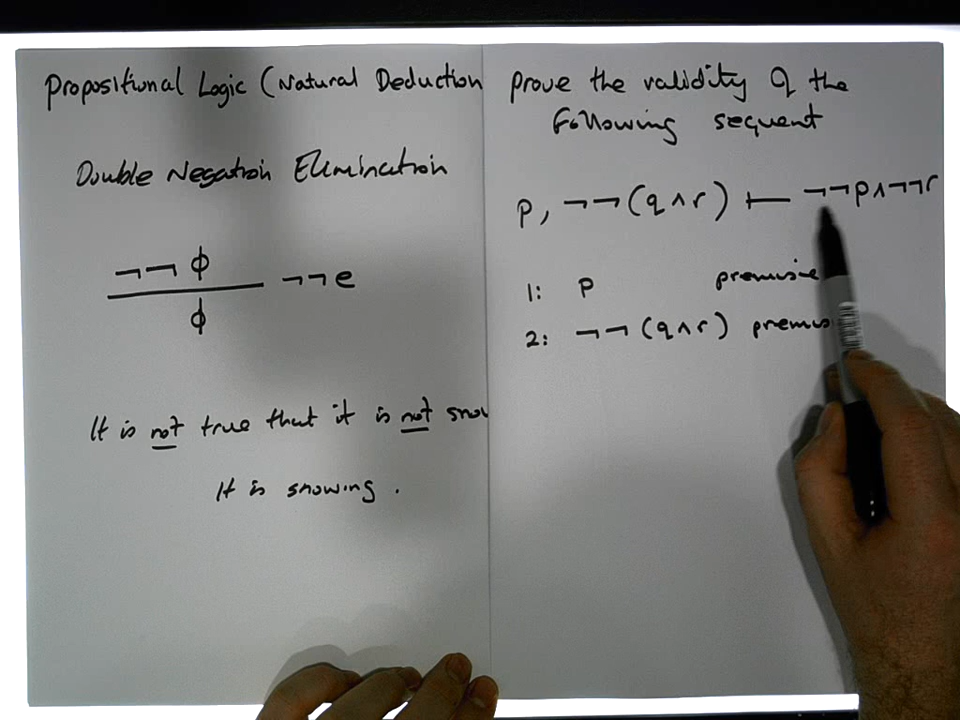 Propositional Logic (Natural Deduction
Double Negation Elimination
¬¬ φ
φ
¬¬e
It is not true that it is not
It is snowing.
Prove the validity of the
following sequent
p, ¬¬(q∧r) ⊢ ¬¬p∧¬¬r
1: p premise
2: ¬¬(q∧r)